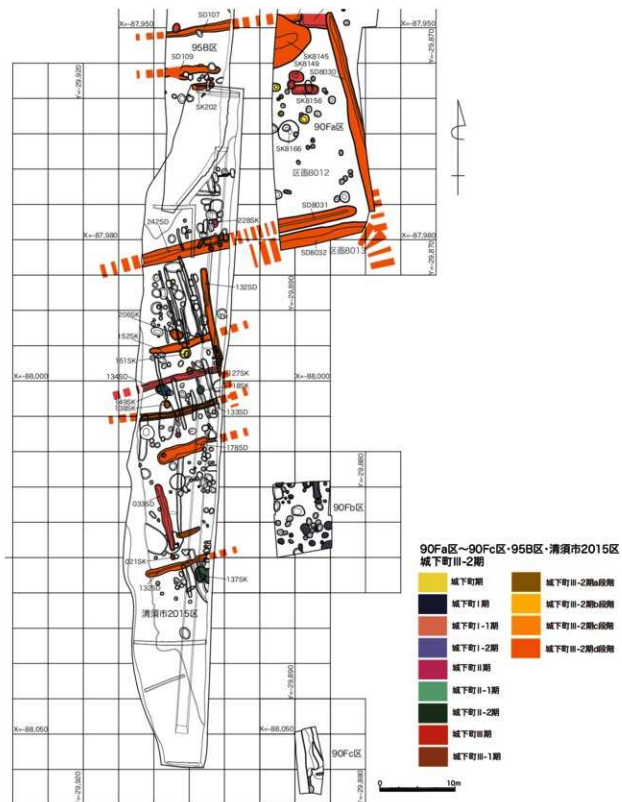 X=-87,950
SD107
X=-87,950
Y=-29,870
95B区
SK8145
SK8149
SD8030
SD109
Y=-29,920
SK202
SK8156
90Fa区
SK8166
区画8012
228SK
SD8031
242SD
X=-87,980
X=-87,980
SD8032
区画8013
Y=-29,870
132SD
Y=-29,890
206SK
152SK
151SK
127SK
X=-88,000
134SD
118SK
149SK
138SK
133SD
178SD
Y=-29,880
033SD
90Fb区
021SK
132SD
137SK
清須市2015区
90Fa区~90Fc区・95B区・清須市2015区
城下町III-2期
城下町期
城下町I期
城下町I-1期
城下町I-2期
城下町II期
城下町II-1期
城下町II-2期
城下町III期
城下町III-1期
城下町III-2期a段階
城下町III-2期b段階
城下町III-2期c段階
城下町III-2期d段階
Y=-29,890
X=-88,050
X=-88,050
90Fc区
Y=-29,920
Y=-29,880
0
10m